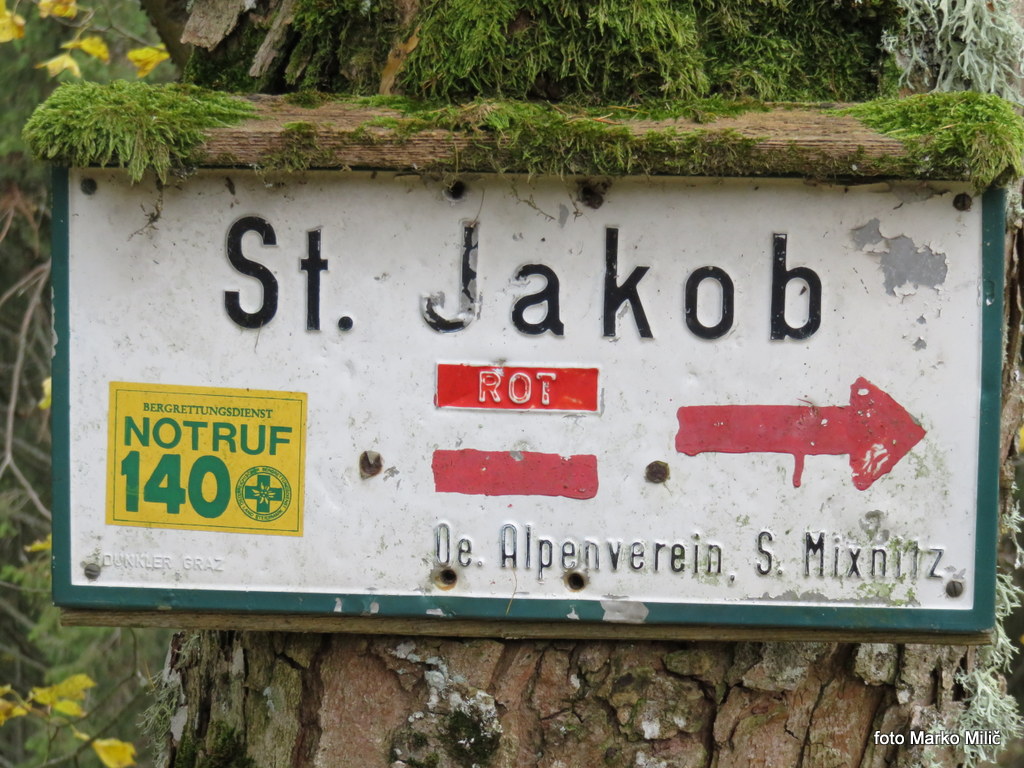 St. Jakob
ROT
BERGRETTUNGSDIENST
NOTRUF
140
Oe. Alpenverein, S. Mixnitz
DUNKLER GRAZ
foto Marko Milič